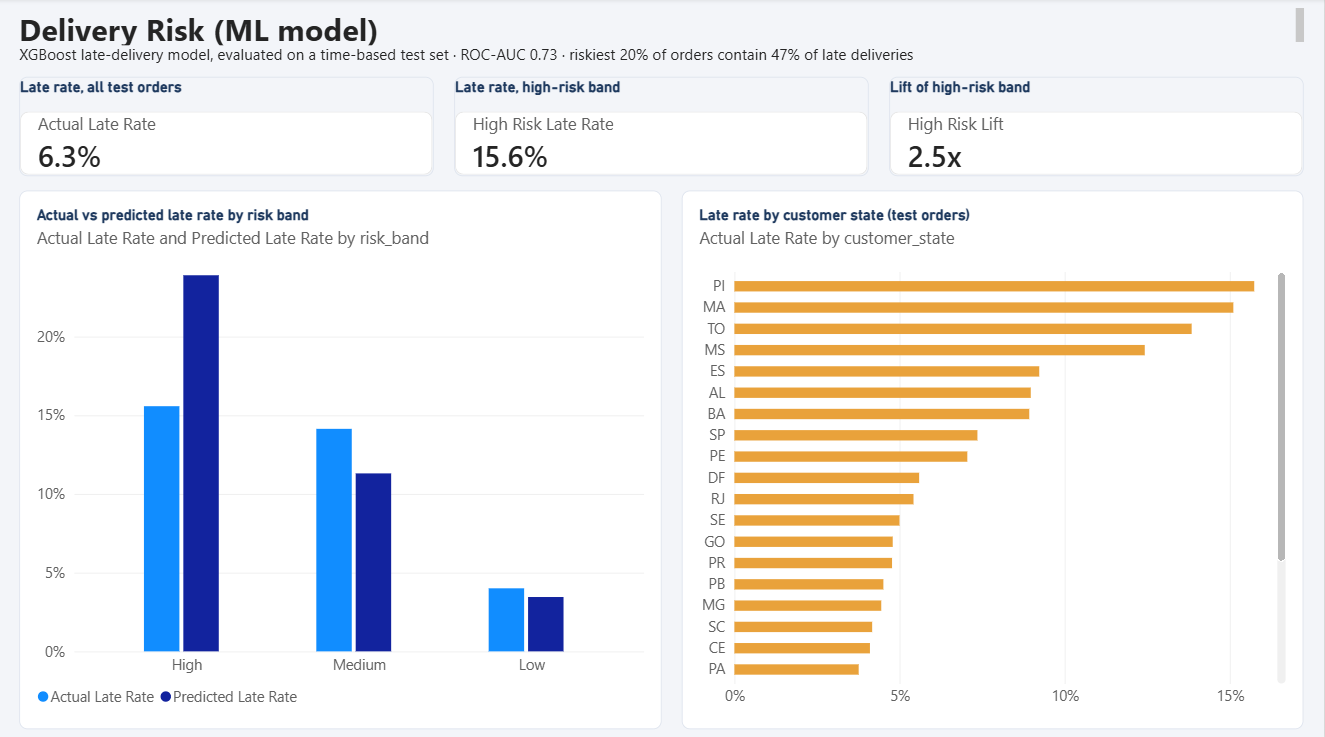 Delivery Risk (ML model)
XGBoost late-delivery model, evaluated on a time-based test set · ROC-AUC 0.73 · riskiest 20% of orders contain 47% of late deliveries
Late rate, all test orders
Actual Late Rate
6.3%
Late rate, high-risk band
High Risk Late Rate
15.6%
Lift of high-risk band
High Risk Lift
2.5x
Actual vs predicted late rate by risk band
Actual Late Rate and Predicted Late Rate by risk_band
20%
15%
10%
5%
0%
High Medium Low
Actual Late Rate Predicted Late Rate
Late rate by customer state (test orders)
Actual Late Rate by customer_state
PI
MA
TO
MS
ES
AL
BA
SP
PE
DF
RJ
SE
GO
PR
PB
MG
SC
CE
PA
0% 5% 10% 15%